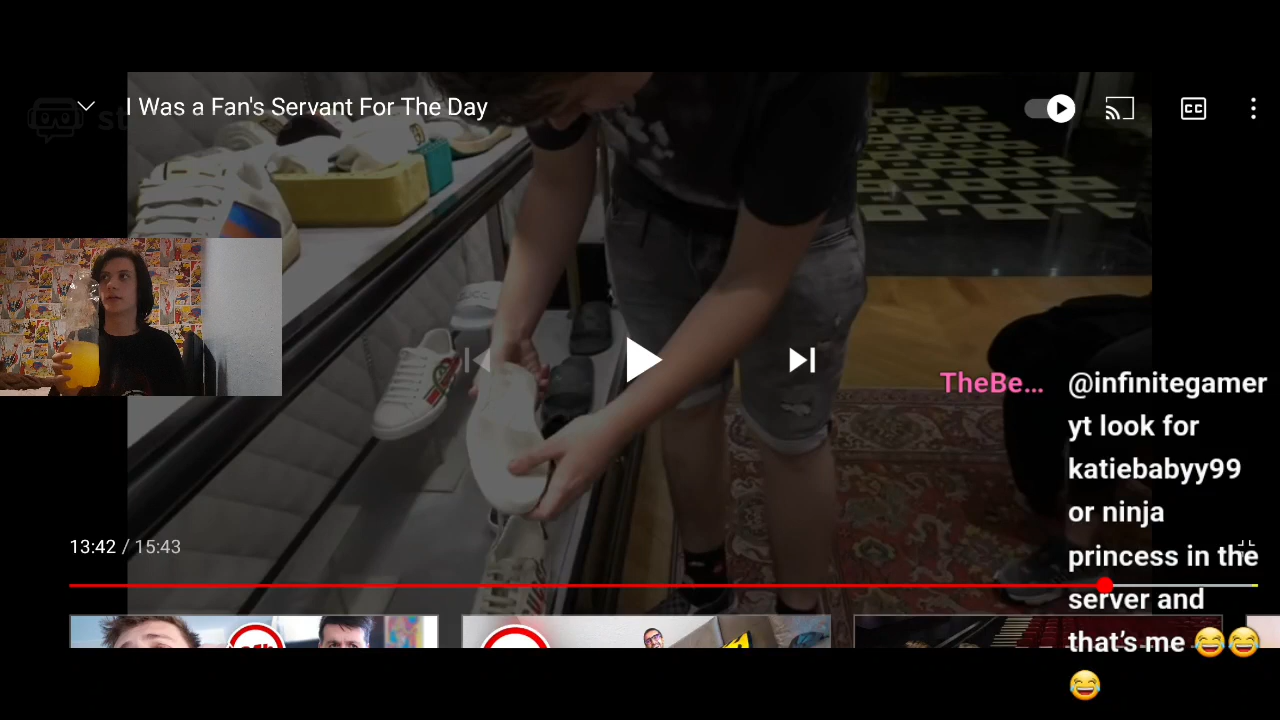 I Was a Fan's Servant For The Day
CC
TheBe… @infinitegamer
yt look for
katiebabyy99
or ninja
princess in the
server and
that's me 😂😂
😂
13:42 / 15:43